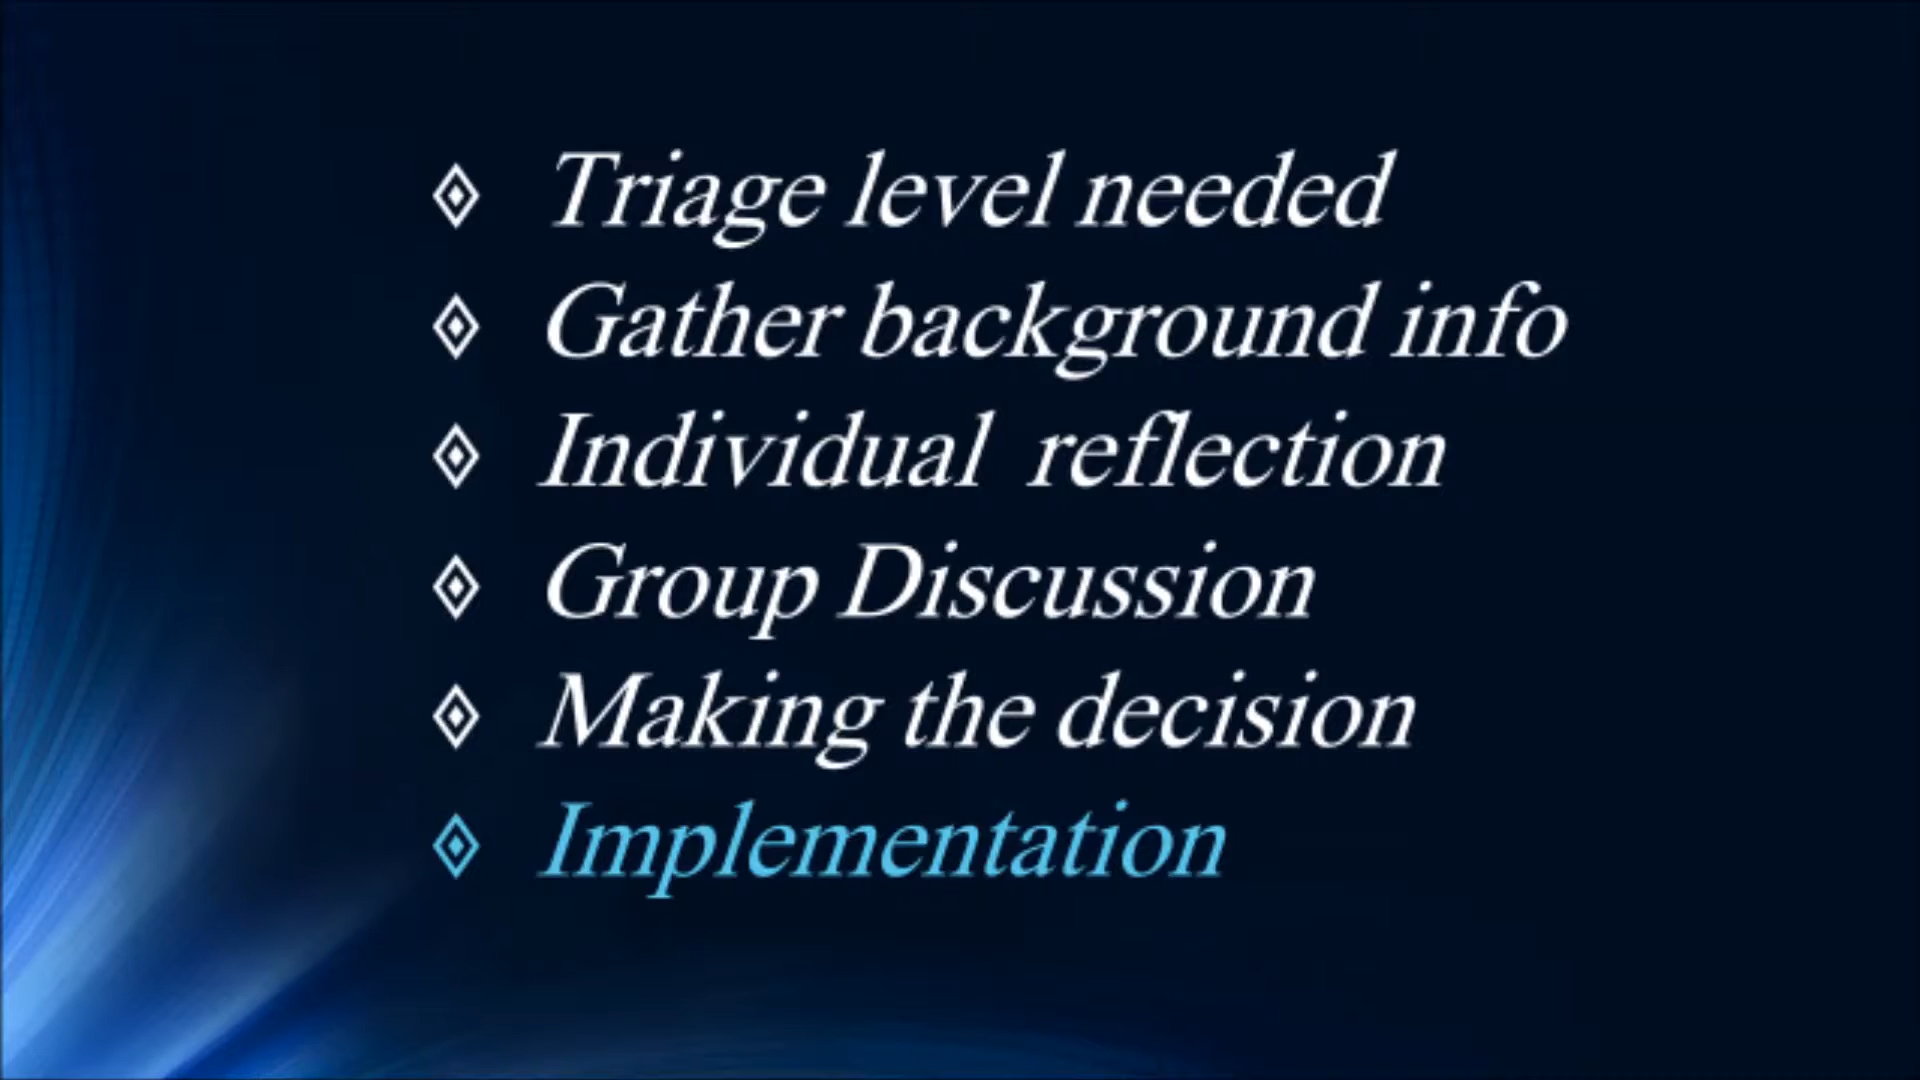 Triage level needed
Gather background info
Individual reflection
Group Discussion
Making the decision
Implementation